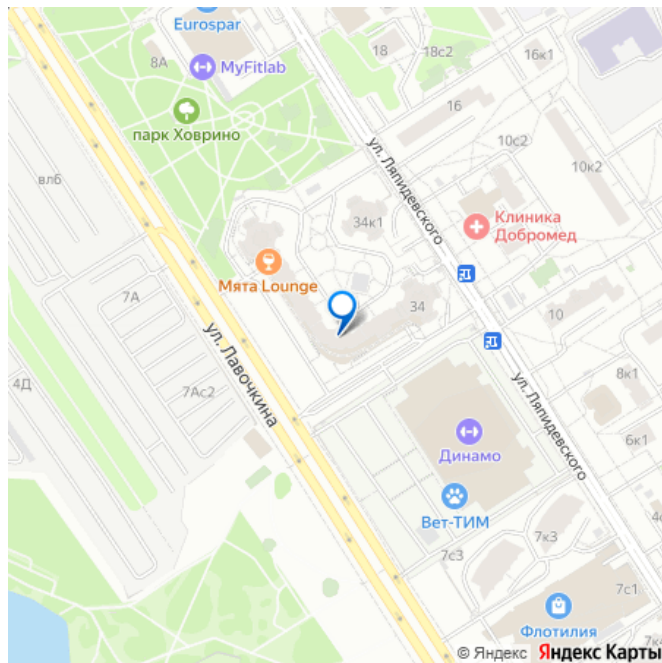 Eurospar
18
18с2
16к1
8А
MyFitlab
16
парк Ховрино
ул. Ляпидевского
10с2
10к2
вл6
34к1
Клиника
Добромед
Мята Lounge
7А
34
10
ул. Лавочкина
4Д
7Ас2
8к1
ул. Ляпидевского
6к1
Динамо
Вет-ТИМ
7к3
7с3
7с1
Флотилия
© Яндекс Яндекс Карты